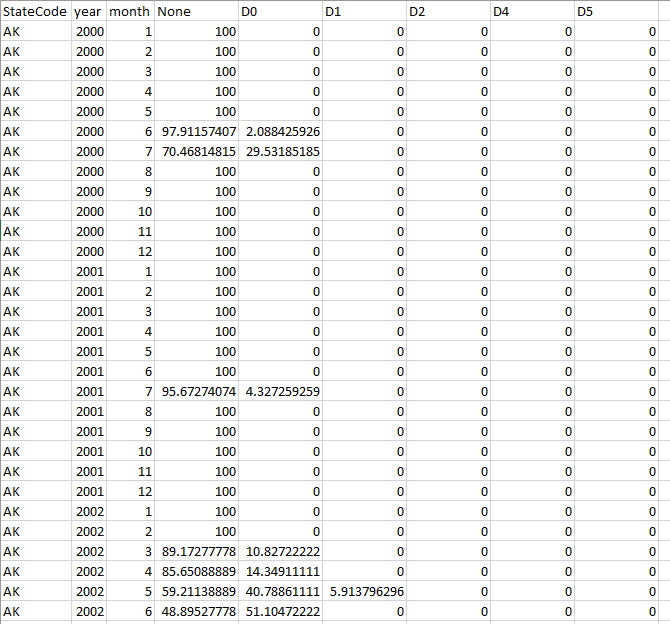 StateCode year month None D0 D1 D2 D4 D5
AK 2000 1 100 0 0 0 0 0
AK 2000 2 100 0 0 0 0 0
AK 2000 3 100 0 0 0 0 0
AK 2000 4 100 0 0 0 0 0
AK 2000 5 100 0 0 0 0 0
AK 2000 6 97.91157407 2.088425926 0 0 0 0
AK 2000 7 70.46814815 29.53185185 0 0 0 0
AK 2000 8 100 0 0 0 0 0
AK 2000 9 100 0 0 0 0 0
AK 2000 10 100 0 0 0 0 0
AK 2000 11 100 0 0 0 0 0
AK 2000 12 100 0 0 0 0 0
AK 2001 1 100 0 0 0 0 0
AK 2001 2 100 0 0 0 0 0
AK 2001 3 100 0 0 0 0 0
AK 2001 4 100 0 0 0 0 0
AK 2001 5 100 0 0 0 0 0
AK 2001 6 100 0 0 0 0 0
AK 2001 7 95.67274074 4.327259259 0 0 0 0
AK 2001 8 100 0 0 0 0 0
AK 2001 9 100 0 0 0 0 0
AK 2001 10 100 0 0 0 0 0
AK 2001 11 100 0 0 0 0 0
AK 2001 12 100 0 0 0 0 0
AK 2002 1 100 0 0 0 0 0
AK 2002 2 100 0 0 0 0 0
AK 2002 3 89.17277778 10.82722222 0 0 0 0
AK 2002 4 85.65088889 14.34911111 0 0 0 0
AK 2002 5 59.21138889 40.78861111 5.913796296 0 0 0
AK 2002 6 48.89527778 51.10472222 0 0 0 0